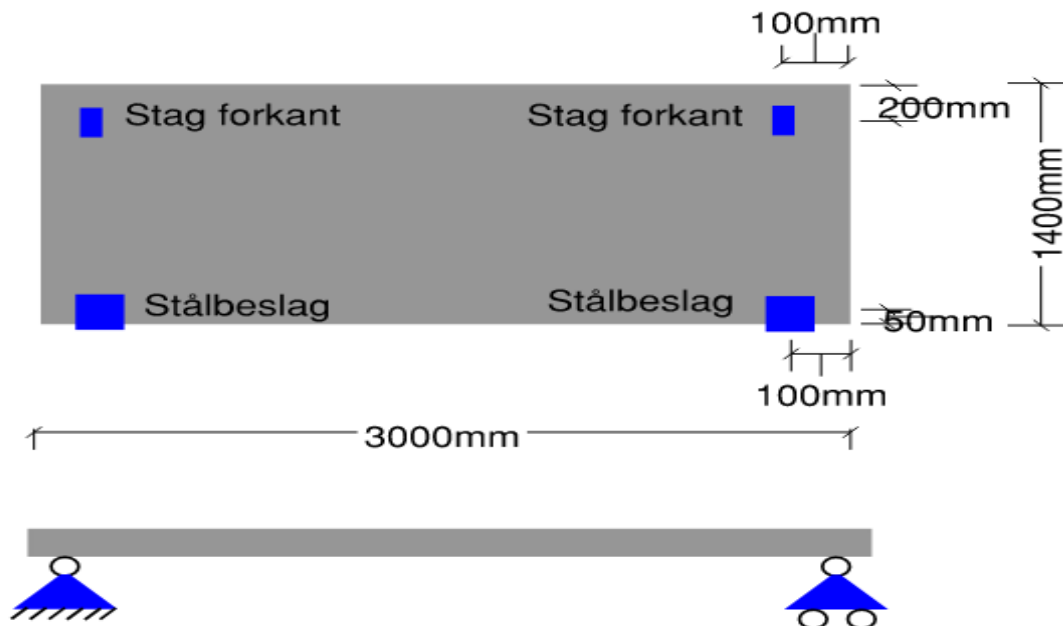 100mm
Stag forkant
Stag forkant
200mm
1400mm
Stålbeslag
Stålbeslag
50mm
100mm
3000mm